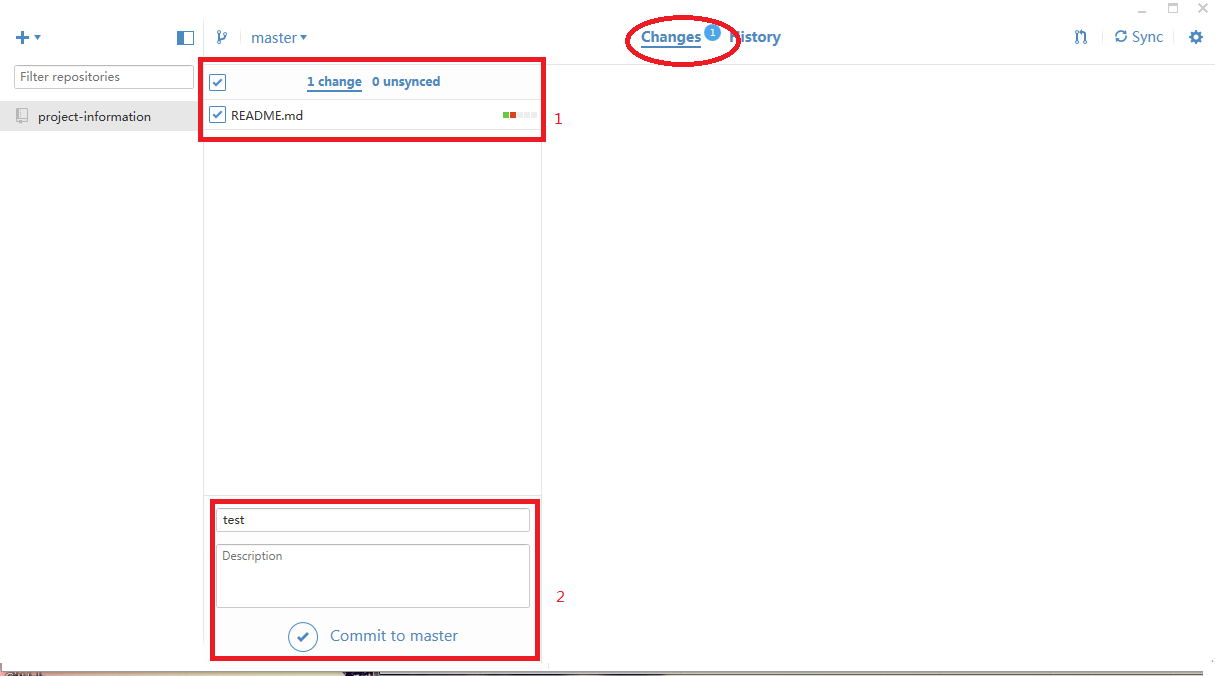 master
Changes 1 History
Sync
Filter repositories
1 change 0 unsynced
project-information
README.md
1
test
Description
2
Commit to master